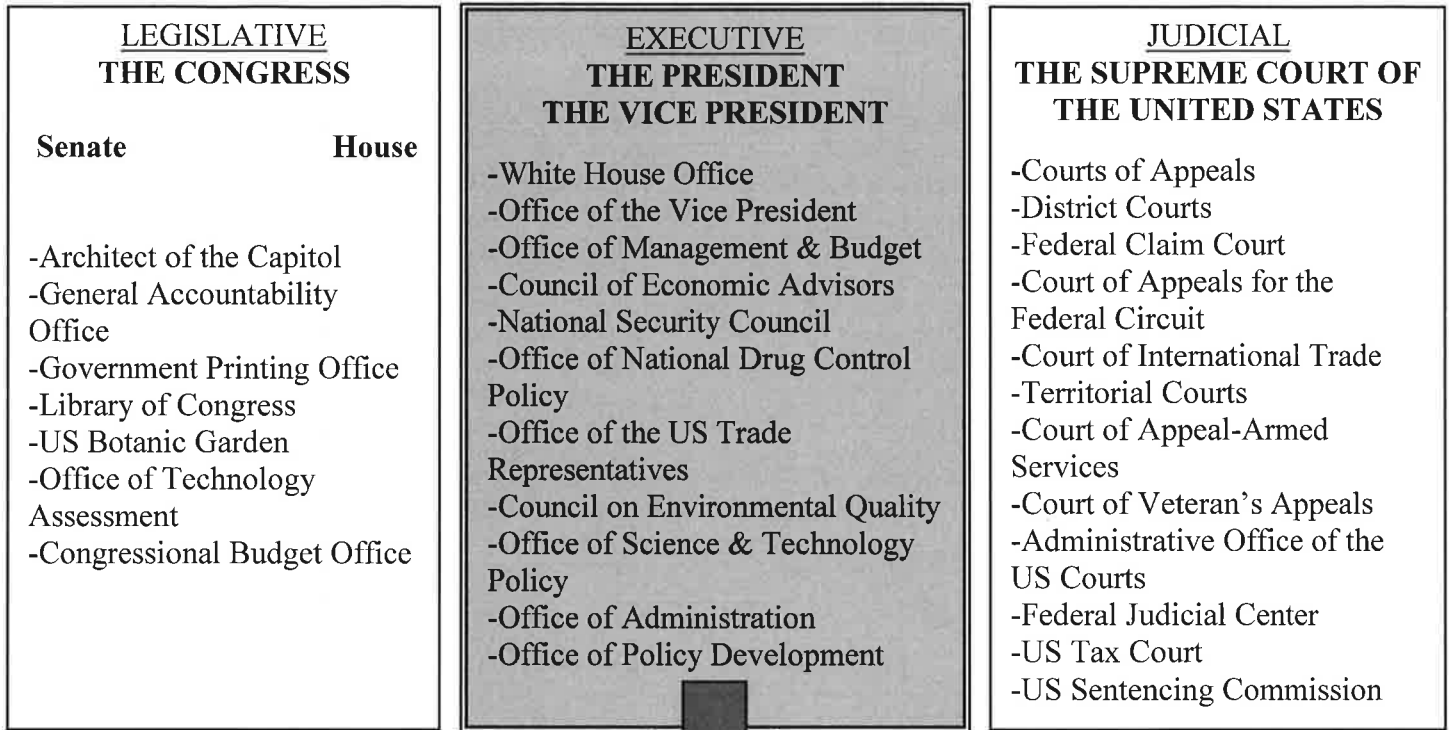 LEGISLATIVE
THE CONGRESS
Senate House
-Architect of the Capitol
-General Accountability
Office
-Government Printing Office
-Library of Congress
-US Botanic Garden
-Office of Technology
Assessment
-Congressional Budget Office
EXECUTIVE
THE PRESIDENT
THE VICE PRESIDENT
-White House Office
-Office of the Vice President
-Office of Management & Budget
-Council of Economic Advisors
-National Security Council
-Office of National Drug Control
Policy
-Office of the US Trade
Representatives
-Council on Environmental Quality
-Office of Science & Technology
Policy
-Office of Administration
-Office of Policy Development
JUDICIAL
THE SUPREME COURT OF
THE UNITED STATES
-Courts of Appeals
-District Courts
-Federal Claim Court
-Court of Appeals for the
Federal Circuit
-Court of International Trade
-Territorial Courts
-Court of Appeal-Armed
Services
-Court of Veteran's Appeals
-Administrative Office of the
US Courts
-Federal Judicial Center
-US Tax Court
-US Sentencing Commission